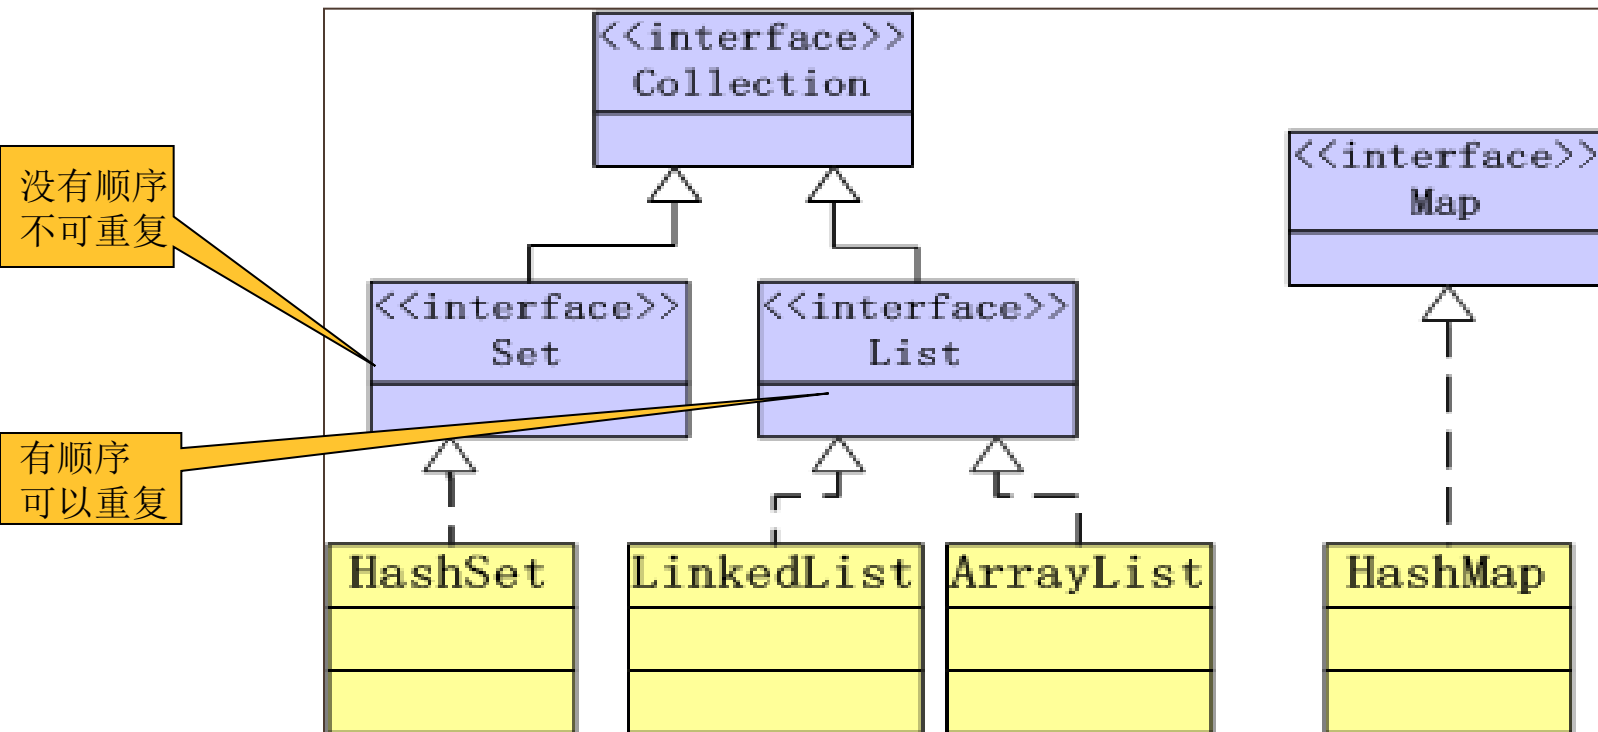 <<interface>>
Collection
<<interface>>
Map
没有顺序
不可重复
<<interface>>
Set
<<interface>>
List
有顺序
可以重复
HashSet
LinkedList
ArrayList
HashMap